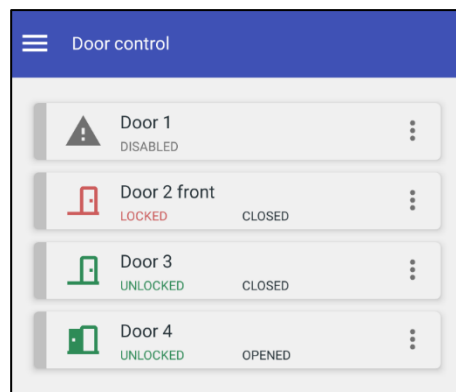 Door control
Door 1
DISABLED
Door 2 front
LOCKED CLOSED
Door 3
UNLOCKED CLOSED
Door 4
UNLOCKED OPENED